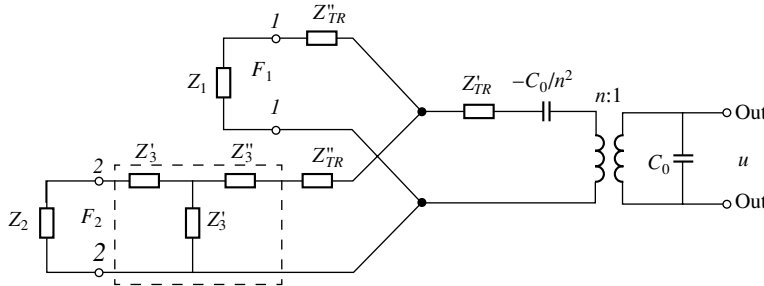 1 Z''TR
Z1 F1
Z'TR −C0/n² n:1
1
Out
C0 u
Out
2 Z'3 Z''3 Z''TR
Z2 F2 Z'3
2